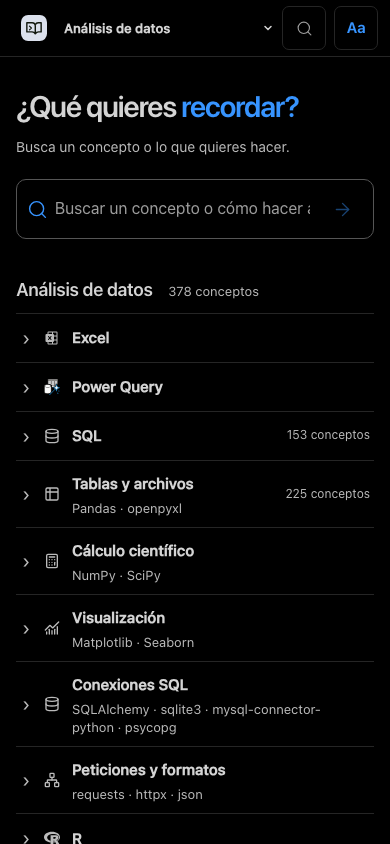 Análisis de datos
Aa
¿Qué quieres recordar?
Busca un concepto o lo que quieres hacer.
Buscar un concepto o cómo hacer a
Análisis de datos 378 conceptos
Excel
Power Query
SQL 153 conceptos
Tablas y archivos 225 conceptos
Pandas · openpyxl
Cálculo científico
NumPy · SciPy
Visualización
Matplotlib · Seaborn
Conexiones SQL
SQLAlchemy · sqlite3 · mysql-connector-
python · psycopg
Peticiones y formatos
requests · httpx · json
R